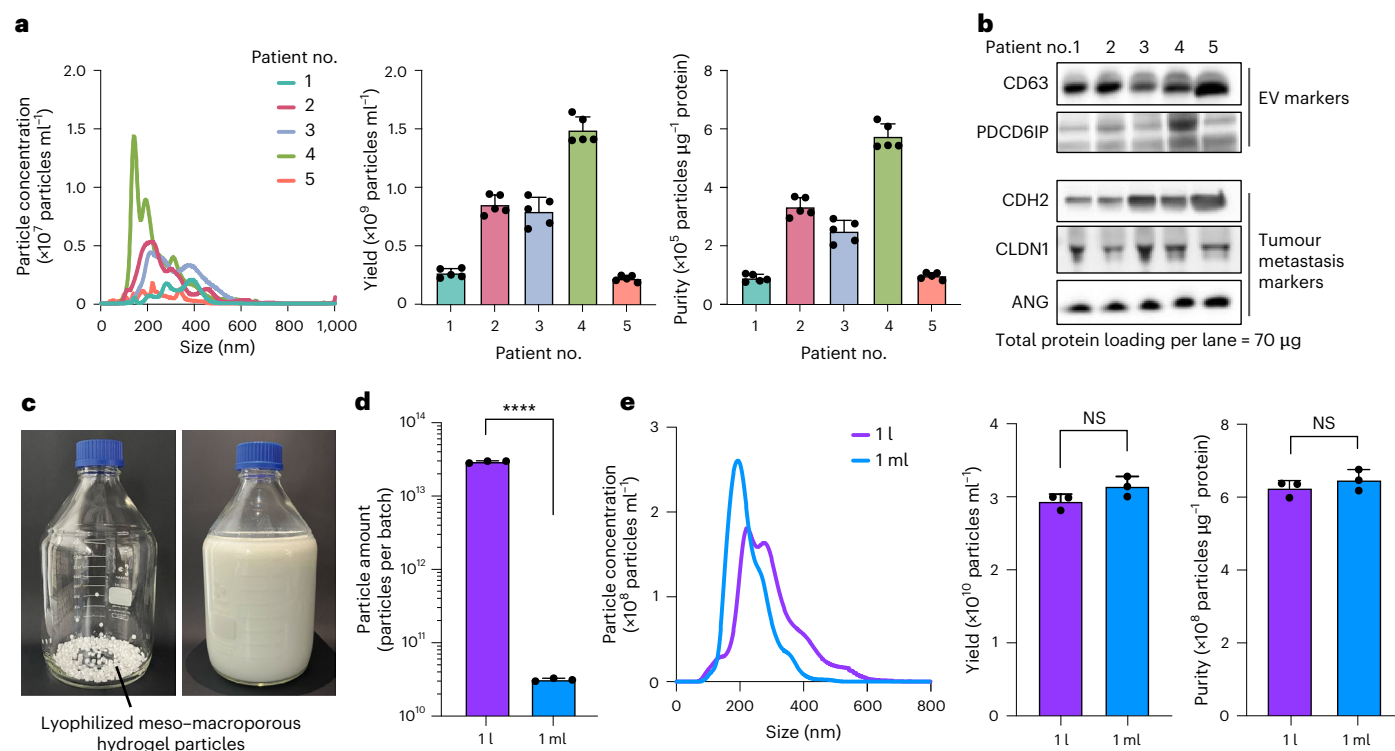 a
Patient no.
1
2
3
4
5
Particle concentration
(×10⁷ particles ml⁻¹)
2.0
1.5
1.0
0.5
0
0 200 400 600 800 1,000
Size (nm)
Yield (×10⁹ particles ml⁻¹)
2.0
1.5
1.0
0.5
0
1 2 3 4 5
Patient no.
Purity (×10⁵ particles µg⁻¹ protein)
8
6
4
2
0
1 2 3 4 5
Patient no.
b
Patient no. 1 2 3 4 5
CD63
PDCD6IP
EV markers
CDH2
CLDN1
ANG
Tumour
metastasis
markers
Total protein loading per lane = 70 µg
c
Lyophilized meso–macroporous
hydrogel particles
d
Particle amount
(particles per batch)
10¹⁴
10¹³
10¹²
10¹¹
10¹⁰
****
1 l 1 ml
e
Particle concentration
(×10⁸ particles ml⁻¹)
3
2
1
0
0 200 400 600 800
Size (nm)
1 l
1 ml
Yield (×10¹⁰ particles ml⁻¹)
4
3
2
1
0
NS
1 l 1 ml
Purity (×10⁸ particles µg⁻¹ protein)
8
6
4
2
0
NS
1 l 1 ml